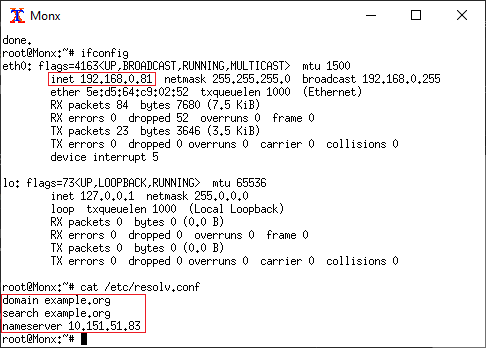 Monx
done.
root@Monx:~# ifconfig
eth0: flags=4163<UP,BROADCAST,RUNNING,MULTICAST>  mtu 1500
        inet 192.168.0.81  netmask 255.255.255.0  broadcast 192.168.0.255
        ether 5e:d5:64:c9:02:52  txqueuelen 1000  (Ethernet)
        RX packets 84  bytes 7680 (7.5 KiB)
        RX errors 0  dropped 52  overruns 0  frame 0
        TX packets 23  bytes 3646 (3.5 KiB)
        TX errors 0  dropped 0 overruns 0  carrier 0  collisions 0
        device interrupt 5
lo: flags=73<UP,LOOPBACK,RUNNING>  mtu 65536
        inet 127.0.0.1  netmask 255.0.0.0
        loop  txqueuelen 1000  (Local Loopback)
        RX packets 0  bytes 0 (0.0 B)
        RX errors 0  dropped 0  overruns 0  frame 0
        TX packets 0  bytes 0 (0.0 B)
        TX errors 0  dropped 0 overruns 0  carrier 0  collisions 0
root@Monx:~# cat /etc/resolv.conf
domain example.org
search example.org
nameserver 10.151.51.83
root@Monx:~#